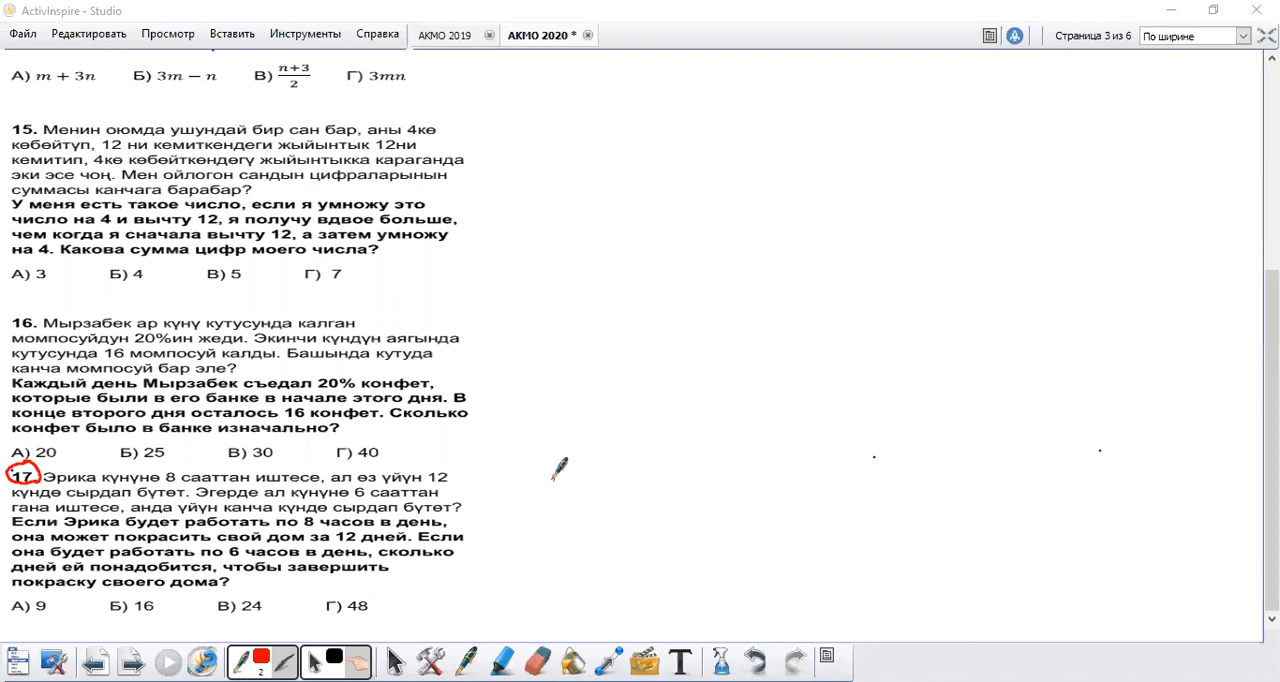 ActivInspire - Studio
Файл Редактировать Просмотр Вставить Инструменты Справка АКМО 2019 АКМО 2020 * Страница 3 из 6 По ширине
А) m + 3n Б) 3m − n В) (n+3)/2 Г) 3mn
15. Менин оюмда ушундай бир сан бар, аны 4кө
көбөйтүп, 12 ни кемиткендеги жыйынтык 12ни
кемитип, 4кө көбөйткөндөгү жыйынтыкка караганда
эки эсе чоң. Мен ойлогон сандын цифраларынын
суммасы канчага барабар?
У меня есть такое число, если я умножу это
число на 4 и вычту 12, я получу вдвое больше,
чем когда я сначала вычту 12, а затем умножу
на 4. Какова сумма цифр моего числа?
А) 3 Б) 4 В) 5 Г) 7
16. Мырзабек ар күнү кутусунда калган
момпосуйдун 20%ин жеди. Экинчи күндүн аягында
кутусунда 16 момпосуй калды. Башында кутуда
канча момпосуй бар эле?
Каждый день Мырзабек съедал 20% конфет,
которые были в его банке в начале этого дня. В
конце второго дня осталось 16 конфет. Сколько
конфет было в банке изначально?
А) 20 Б) 25 В) 30 Г) 40
17. Эрика күнүнө 8 сааттан иштесе, ал өз үйүн 12
күндө сырдап бүтөт. Эгерде ал күнүнө 6 сааттан
гана иштесе, анда үйүн канча күндө сырдап бүтөт?
Если Эрика будет работать по 8 часов в день,
она может покрасить свой дом за 12 дней. Если
она будет работать по 6 часов в день, сколько
дней ей понадобится, чтобы завершить
покраску своего дома?
А) 9 Б) 16 В) 24 Г) 48
2 T